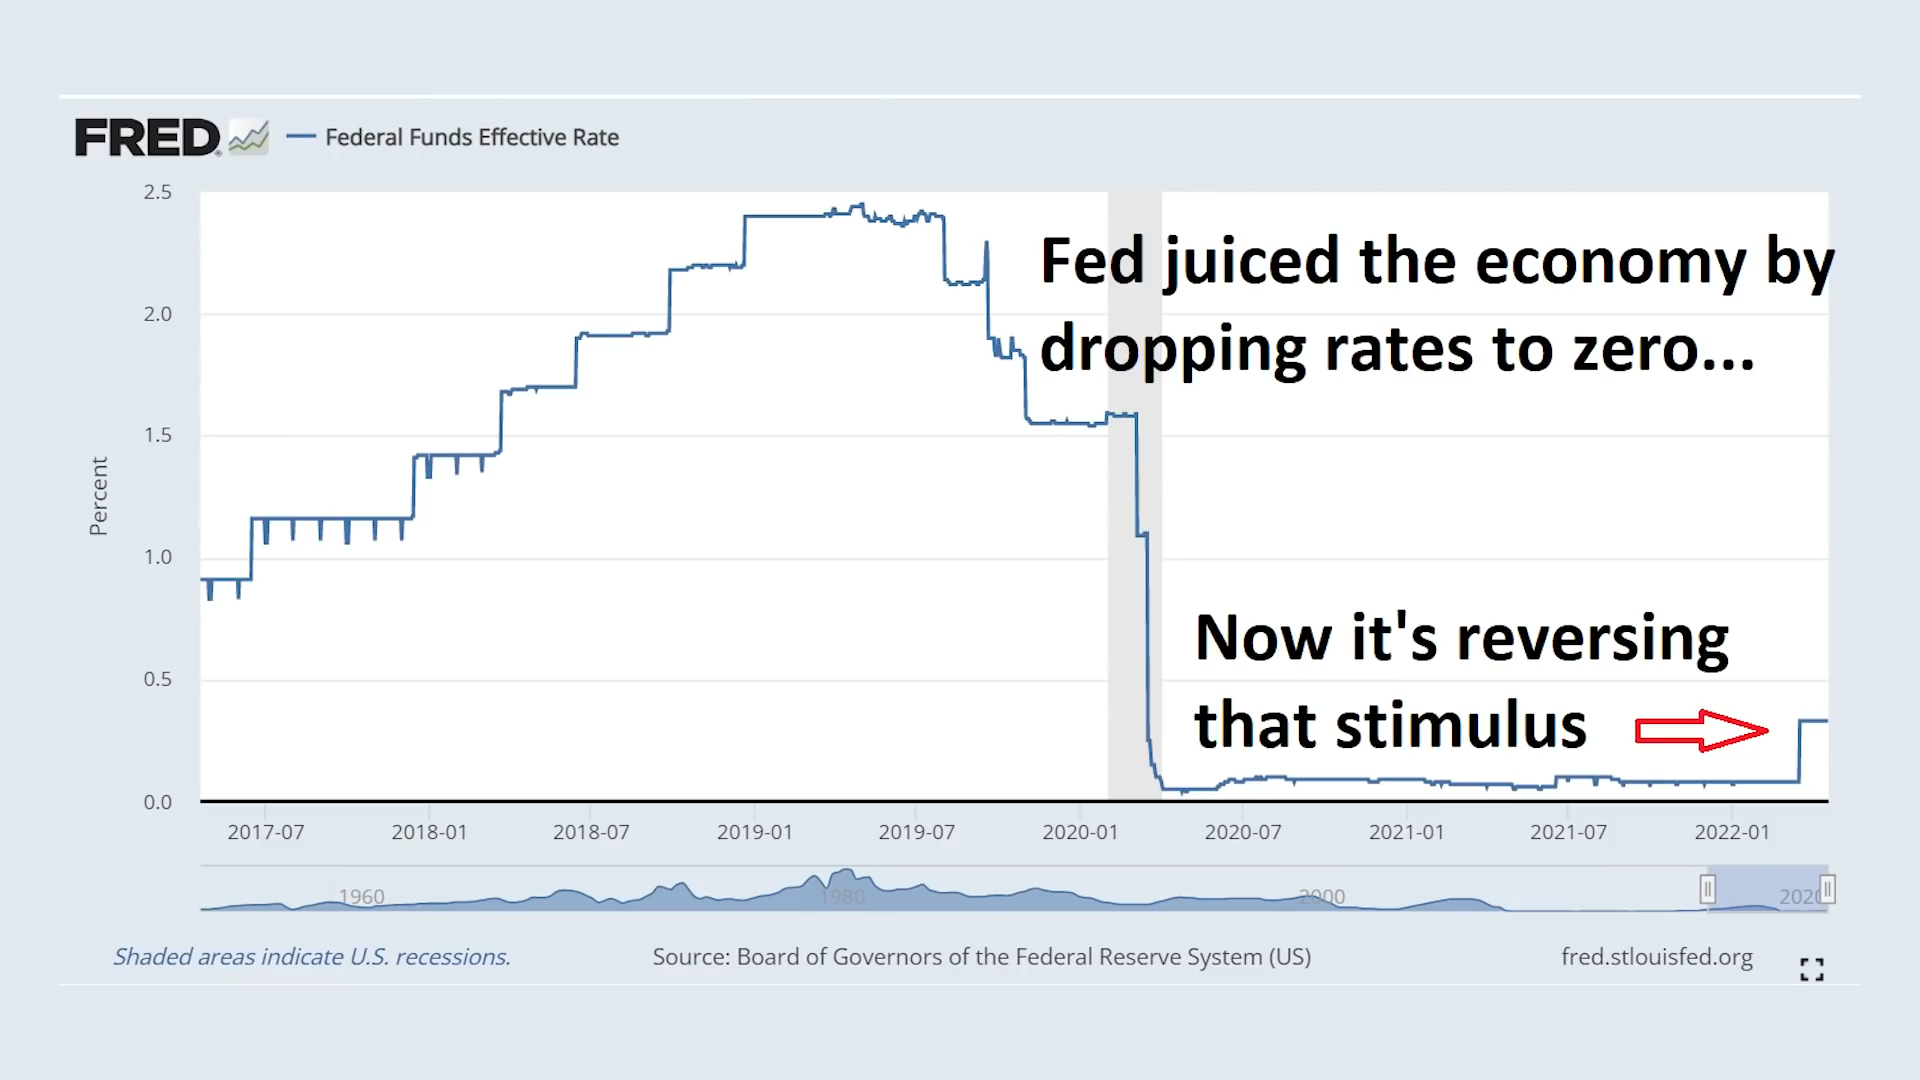 FRED
Federal Funds Effective Rate
2.5
2.0
1.5
1.0
0.5
0.0
Percent
Fed juiced the economy by
dropping rates to zero...
Now it's reversing
that stimulus
2017-07 2018-01 2018-07 2019-01 2019-07 2020-01 2020-07 2021-01 2021-07 2022-01
1960 1980 2000 2020
Shaded areas indicate U.S. recessions. Source: Board of Governors of the Federal Reserve System (US) fred.stlouisfed.org